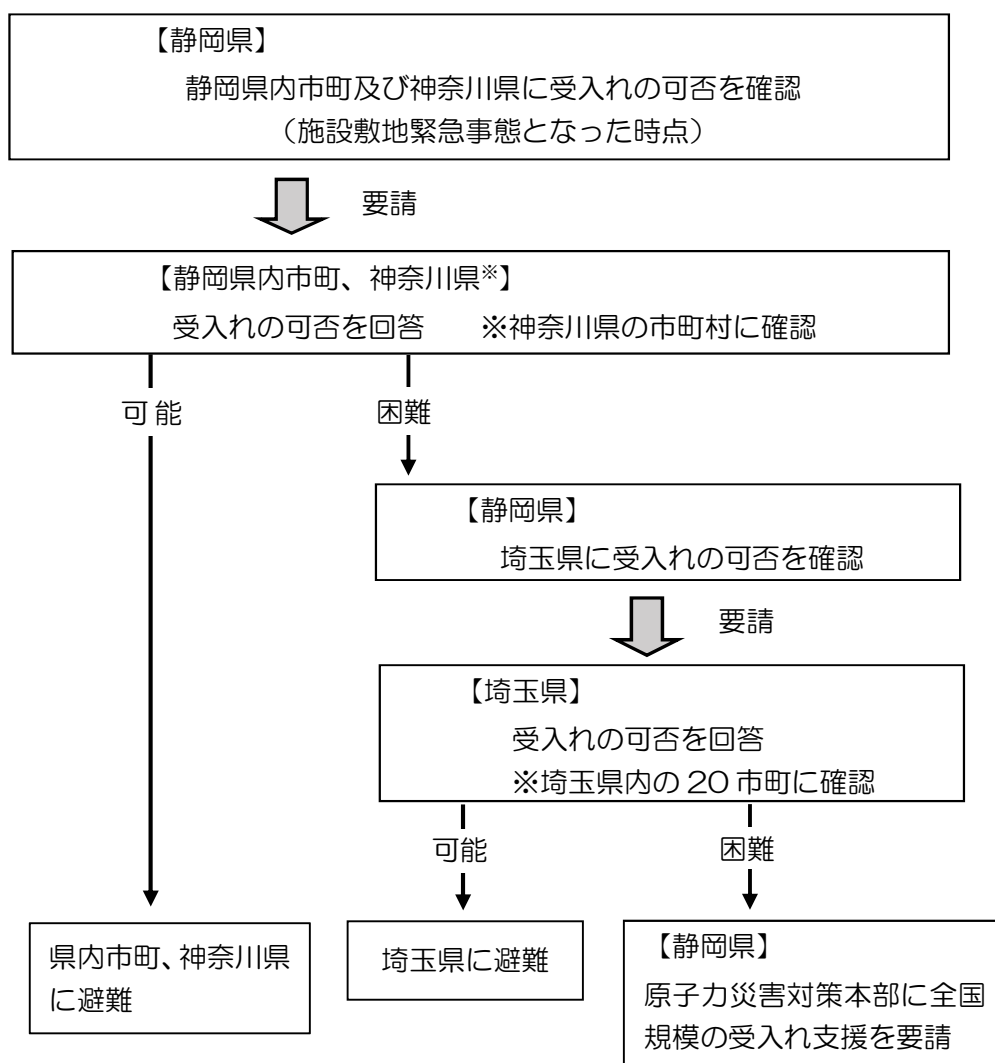 【静岡県】
静岡県内市町及び神奈川県に受入れの可否を確認
（施設敷地緊急事態となった時点）
要請
【静岡県内市町、神奈川県※】
受入れの可否を回答　　※神奈川県の市町村に確認
可能
困難
【静岡県】
埼玉県に受入れの可否を確認
要請
【埼玉県】
受入れの可否を回答
※埼玉県内の20市町に確認
可能
困難
県内市町、神奈川県
に避難
埼玉県に避難
【静岡県】
原子力災害対策本部に全国
規模の受入れ支援を要請